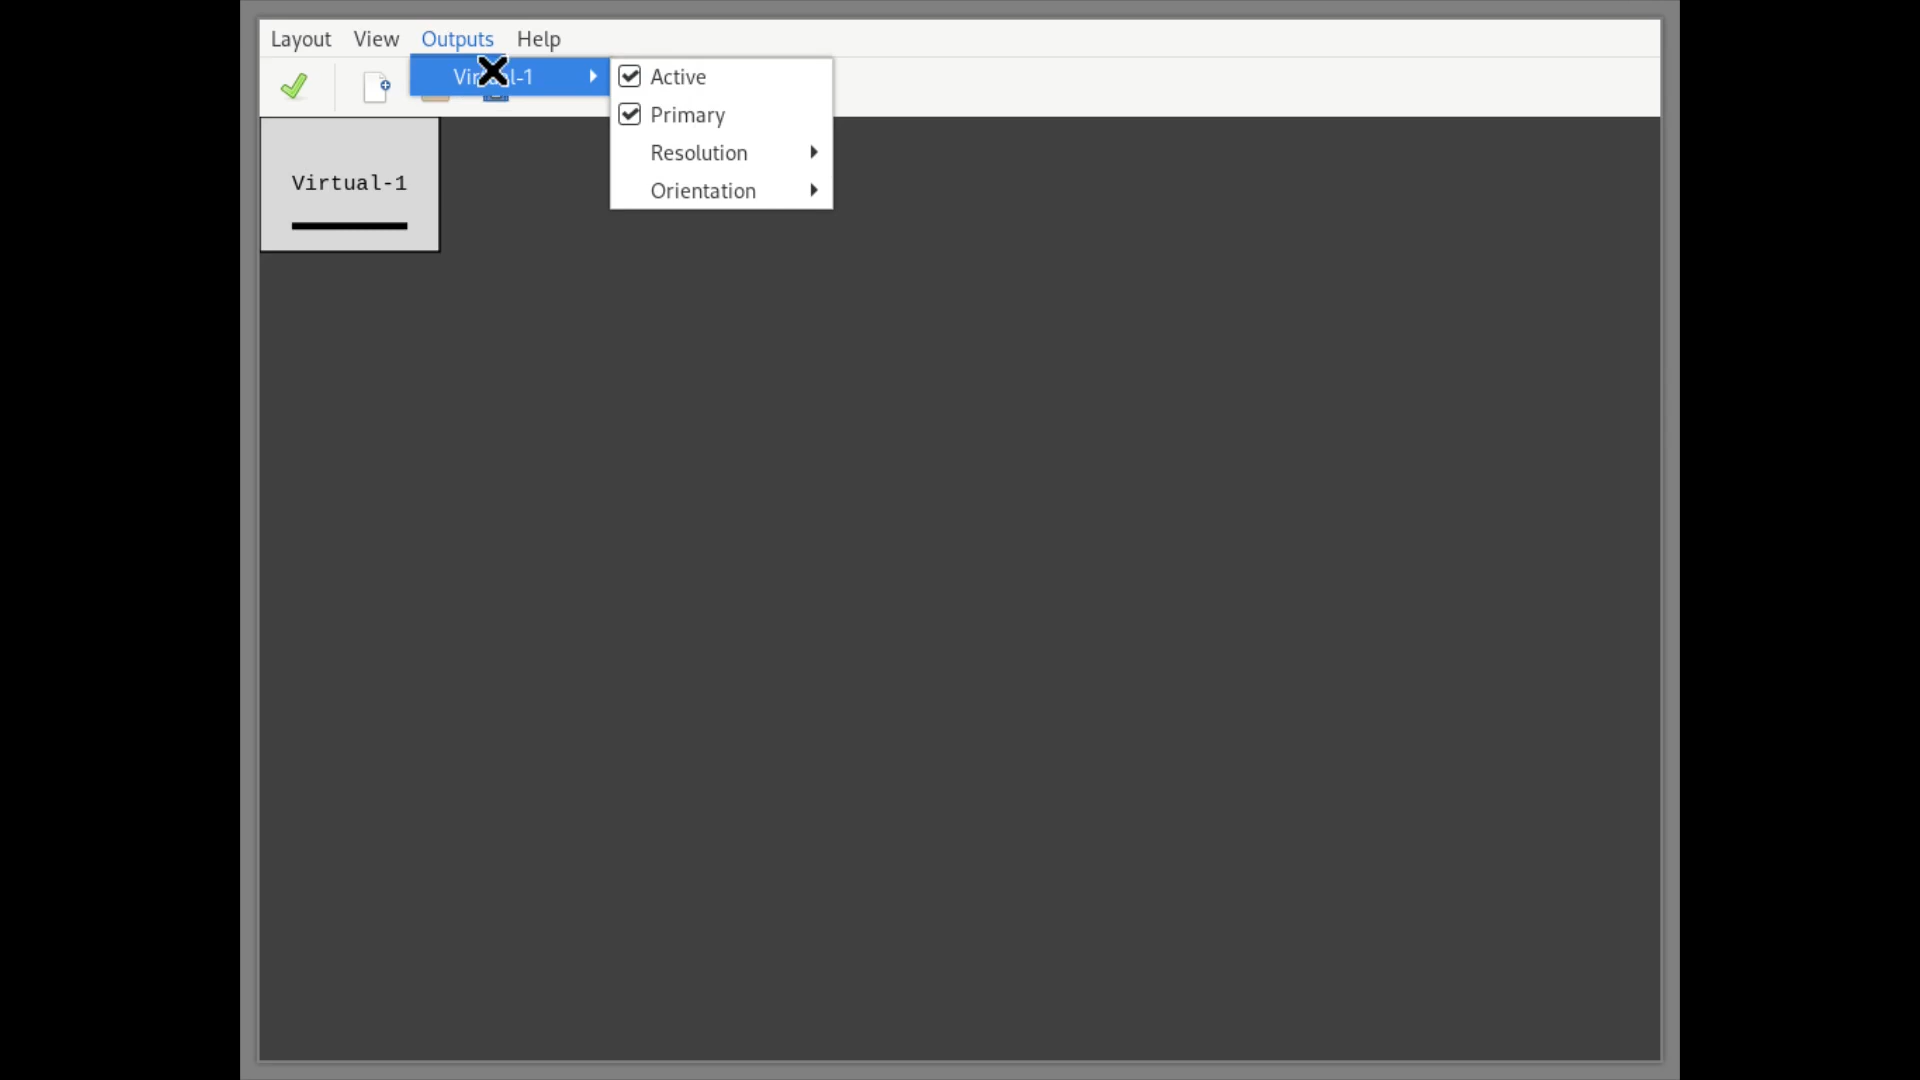 Layout View Outputs Help
Active
Primary
Resolution
Orientation
Virtual-1